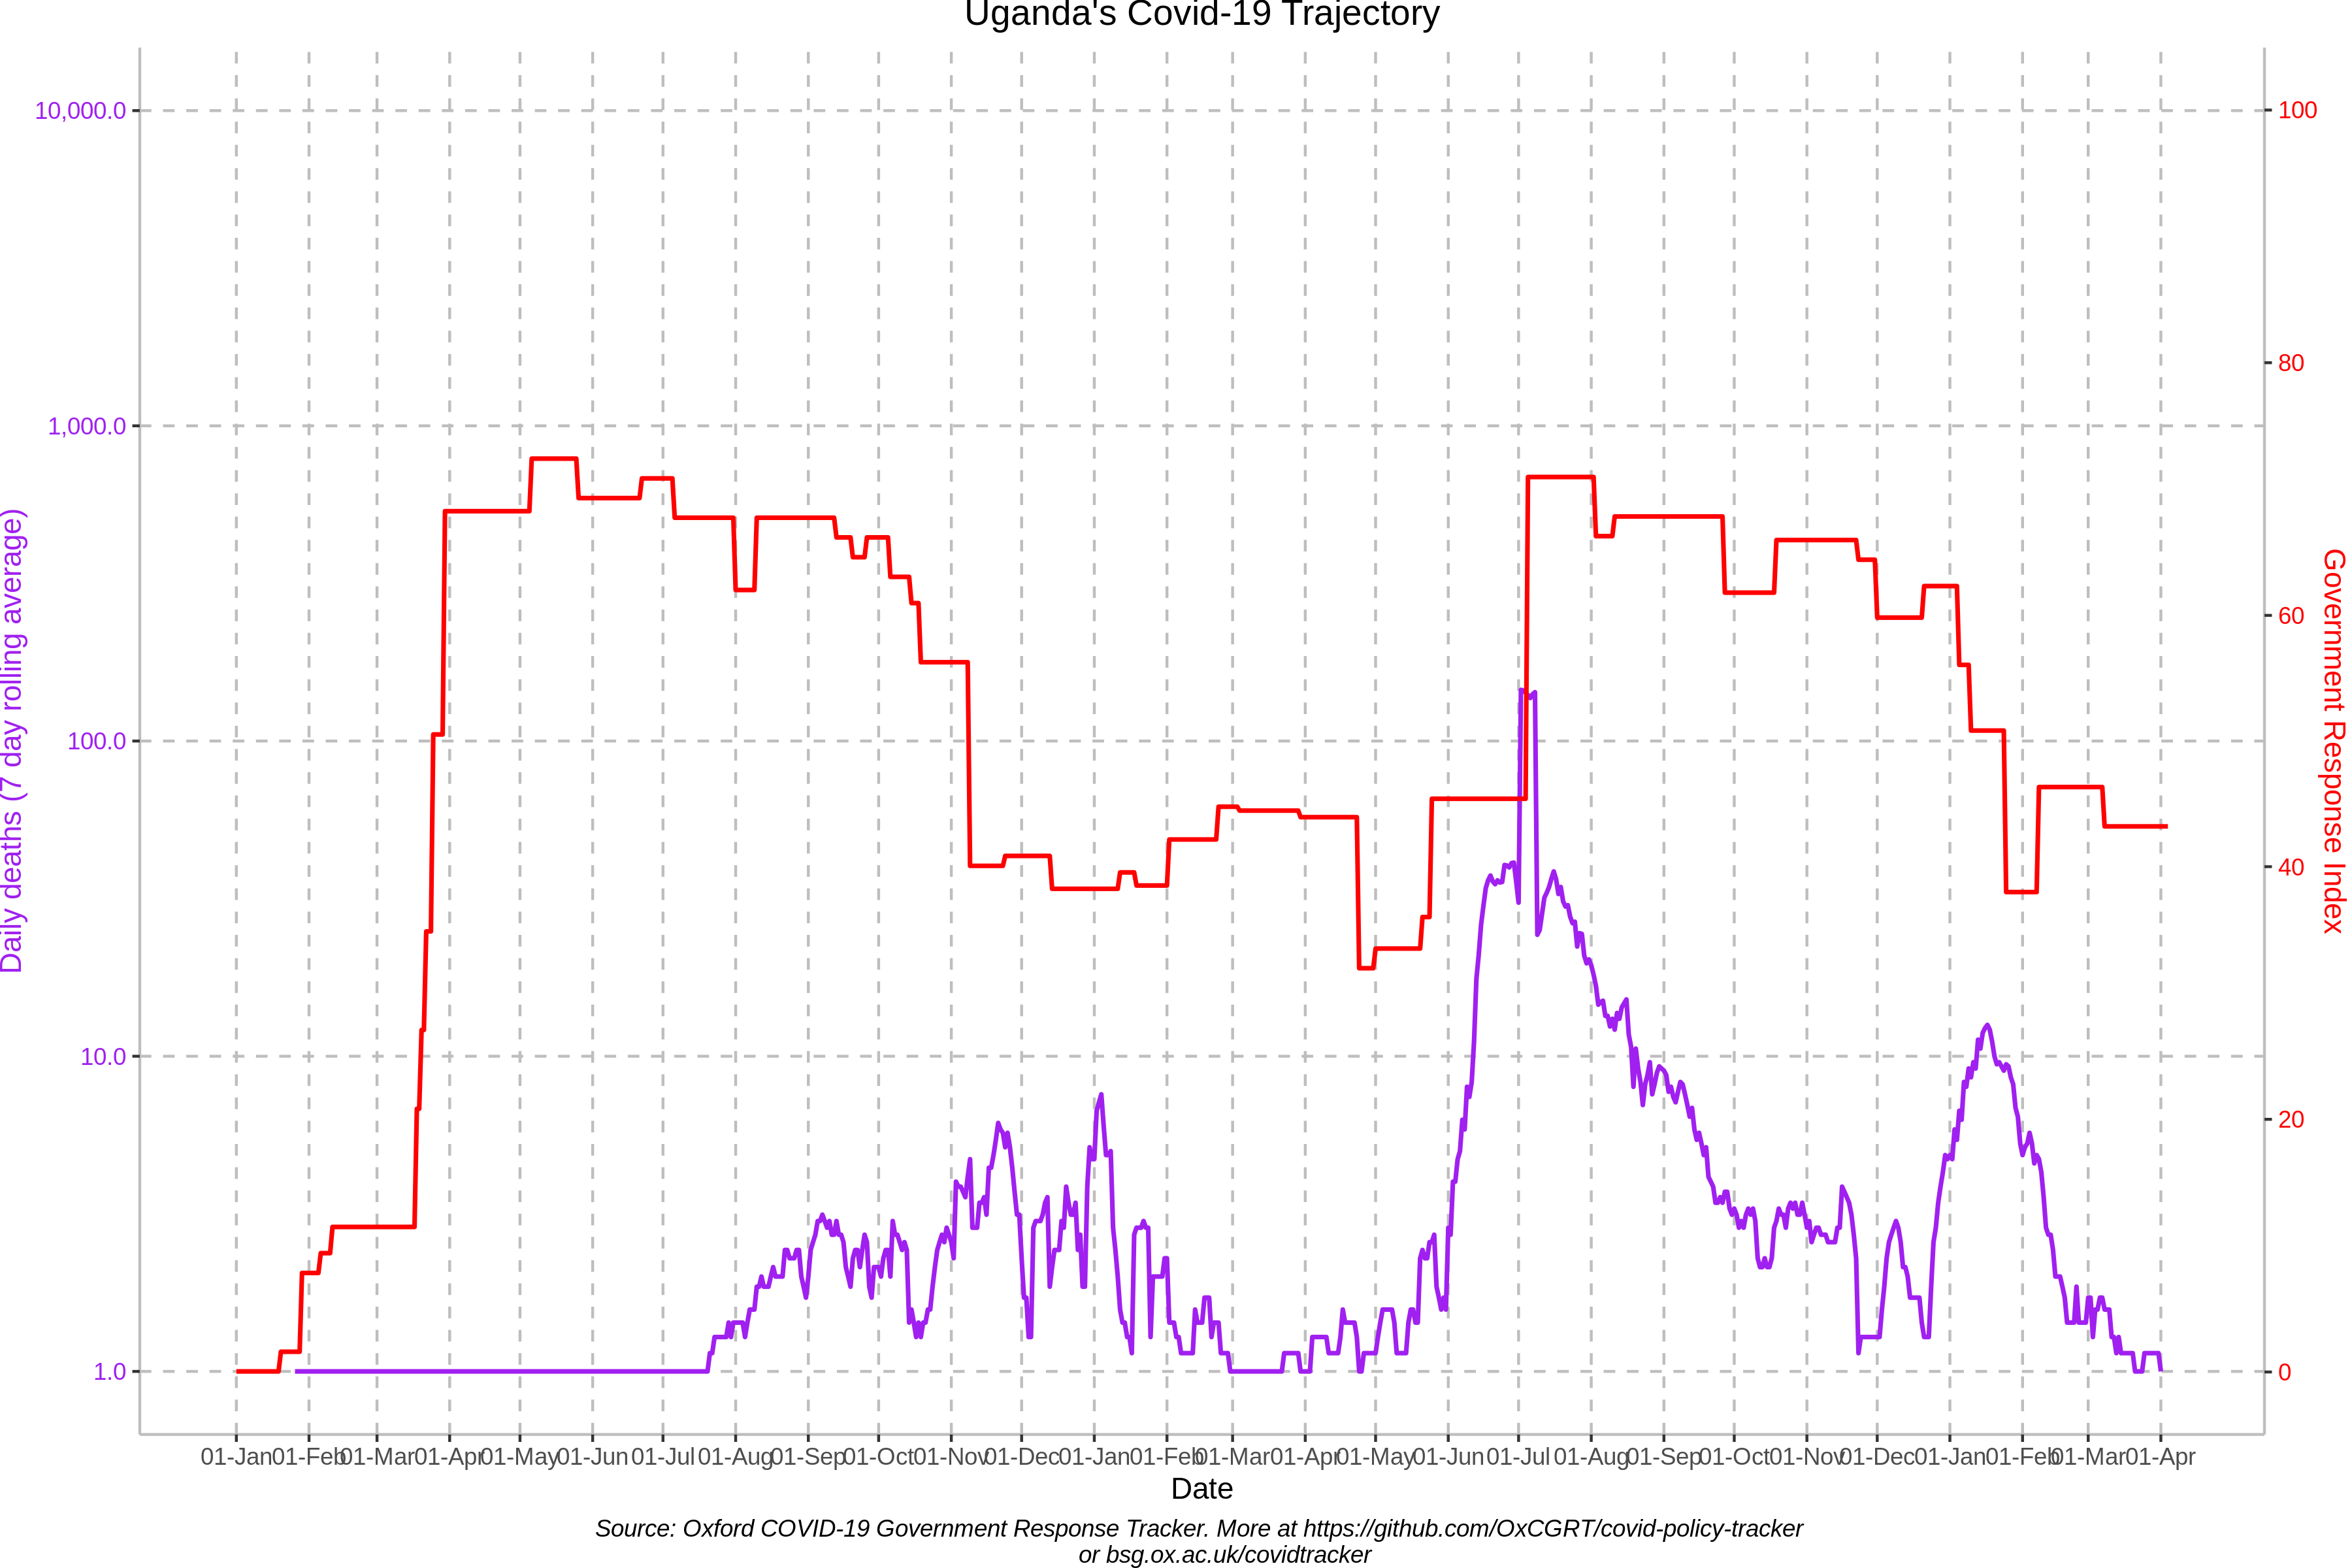 Uganda's Covid-19 Trajectory
10,000.0
1,000.0
100.0
10.0
1.0
Daily deaths (7 day rolling average)
100
80
60
40
20
0
Government Response Index
01-Jan 01-Feb 01-Mar 01-Apr 01-May 01-Jun 01-Jul 01-Aug 01-Sep 01-Oct 01-Nov 01-Dec 01-Jan 01-Feb 01-Mar 01-Apr 01-May 01-Jun 01-Jul 01-Aug 01-Sep 01-Oct 01-Nov 01-Dec 01-Jan 01-Feb 01-Mar 01-Apr
Date
Source: Oxford COVID-19 Government Response Tracker. More at https://github.com/OxCGRT/covid-policy-tracker
or bsg.ox.ac.uk/covidtracker